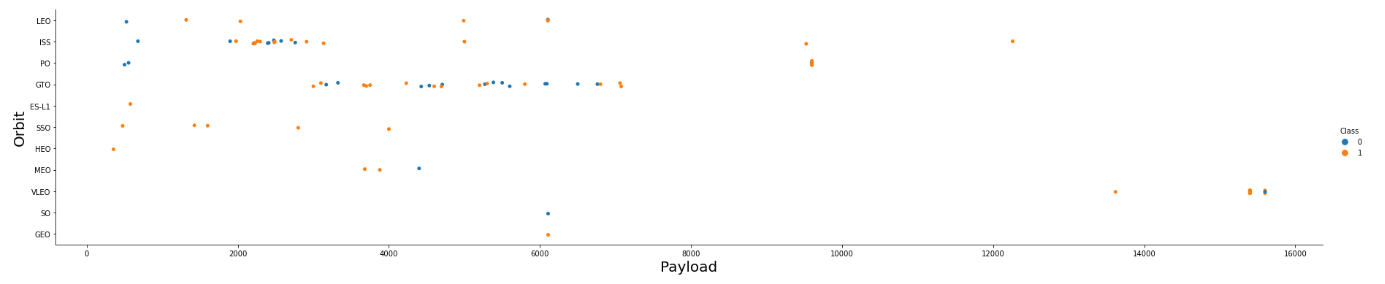 LEO
ISS
PO
GTO
ES-L1
SSO
HEO
MEO
VLEO
SO
GEO
Orbit
0
2000
4000
6000
8000
10000
12000
14000
16000
Payload
Class
0
1